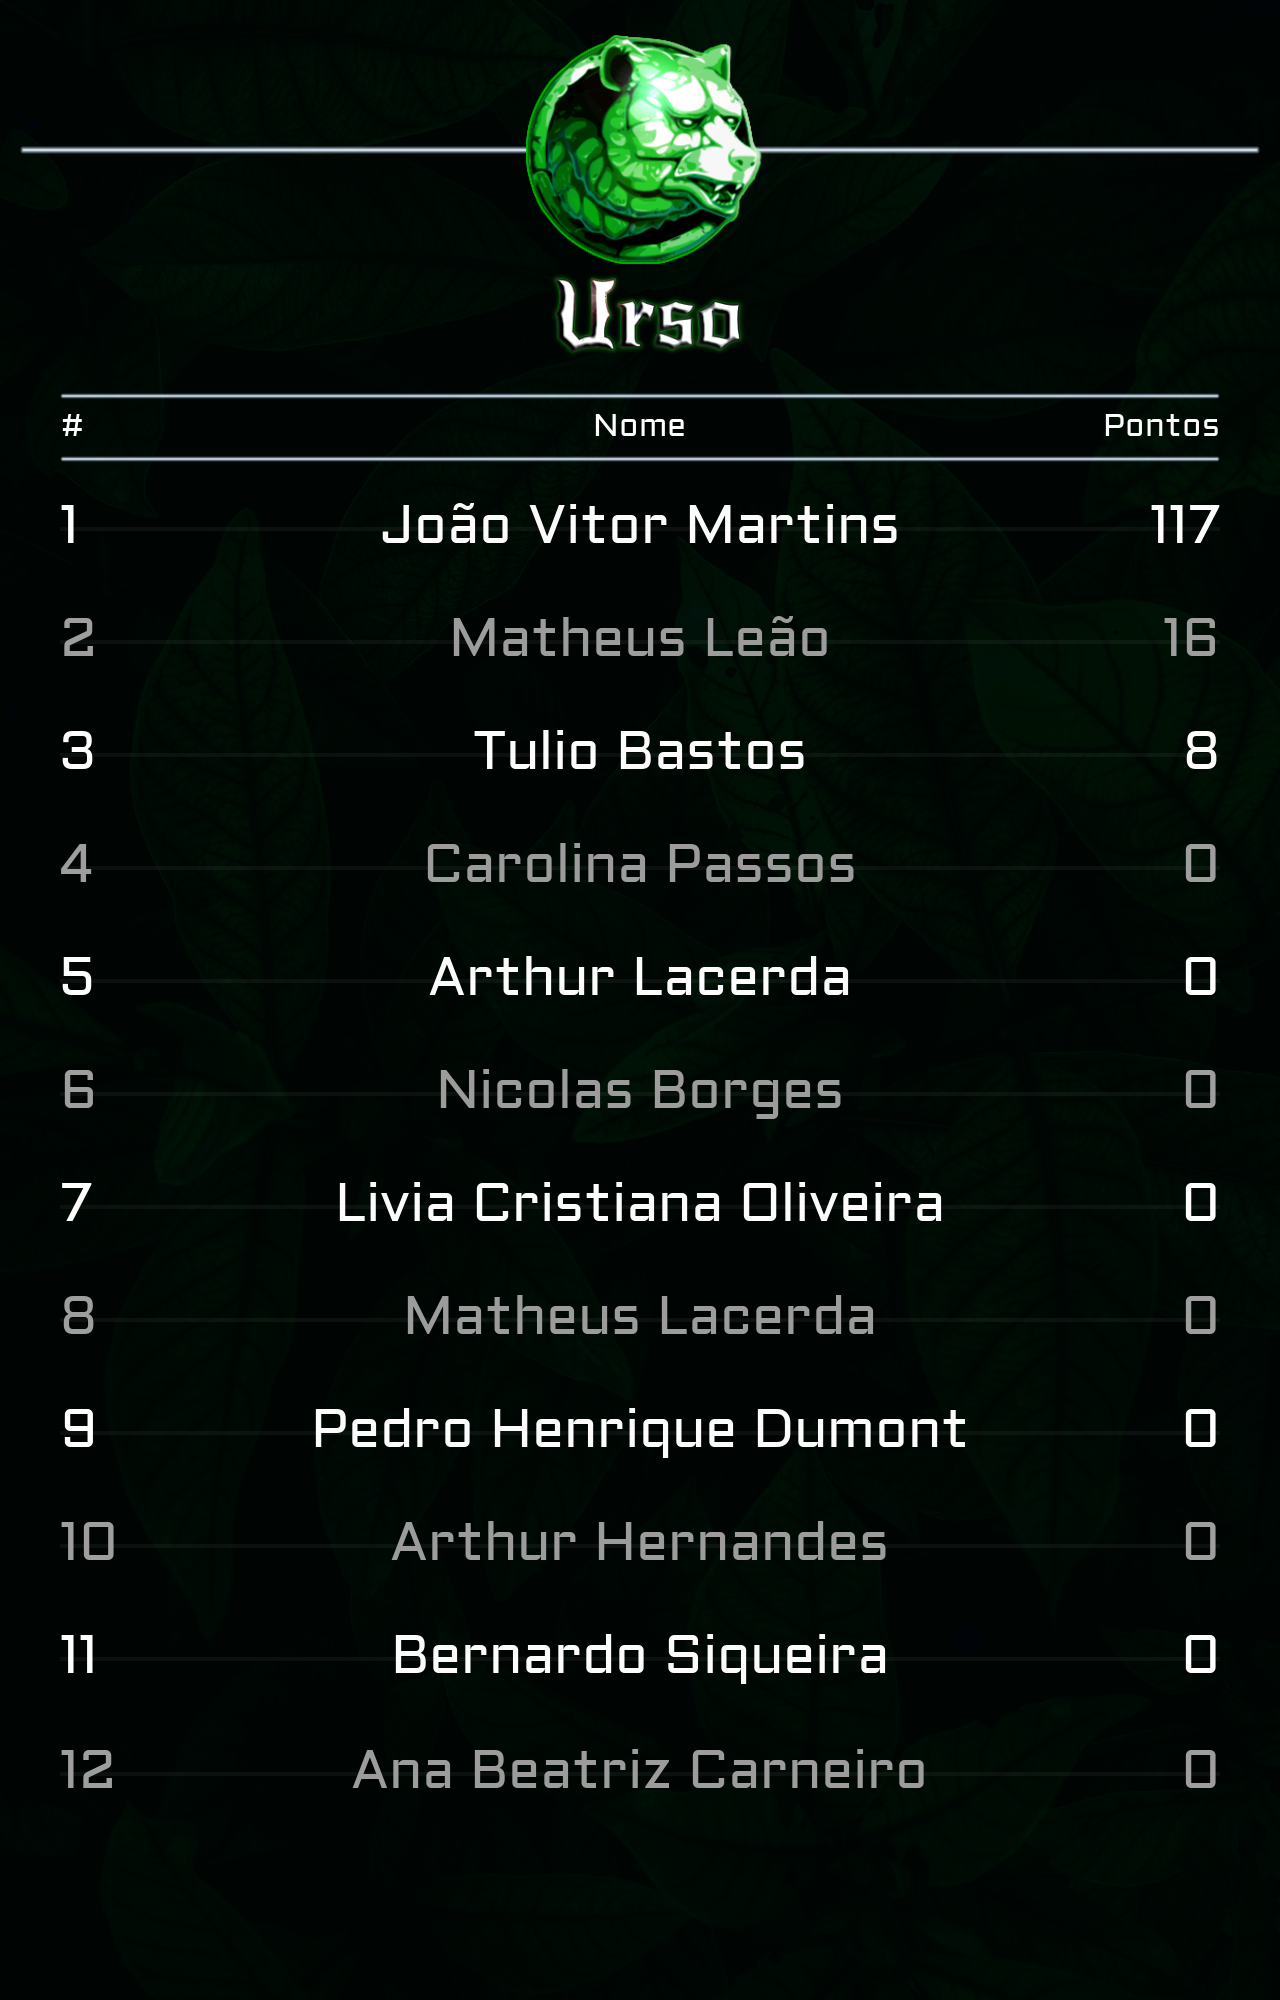 Urso
# Nome Pontos
1 João Vitor Martins 117
2 Matheus Leão 16
3 Tulio Bastos 8
4 Carolina Passos 0
5 Arthur Lacerda 0
6 Nicolas Borges 0
7 Livia Cristiana Oliveira 0
8 Matheus Lacerda 0
9 Pedro Henrique Dumont 0
10 Arthur Hernandes 0
11 Bernardo Siqueira 0
12 Ana Beatriz Carneiro 0